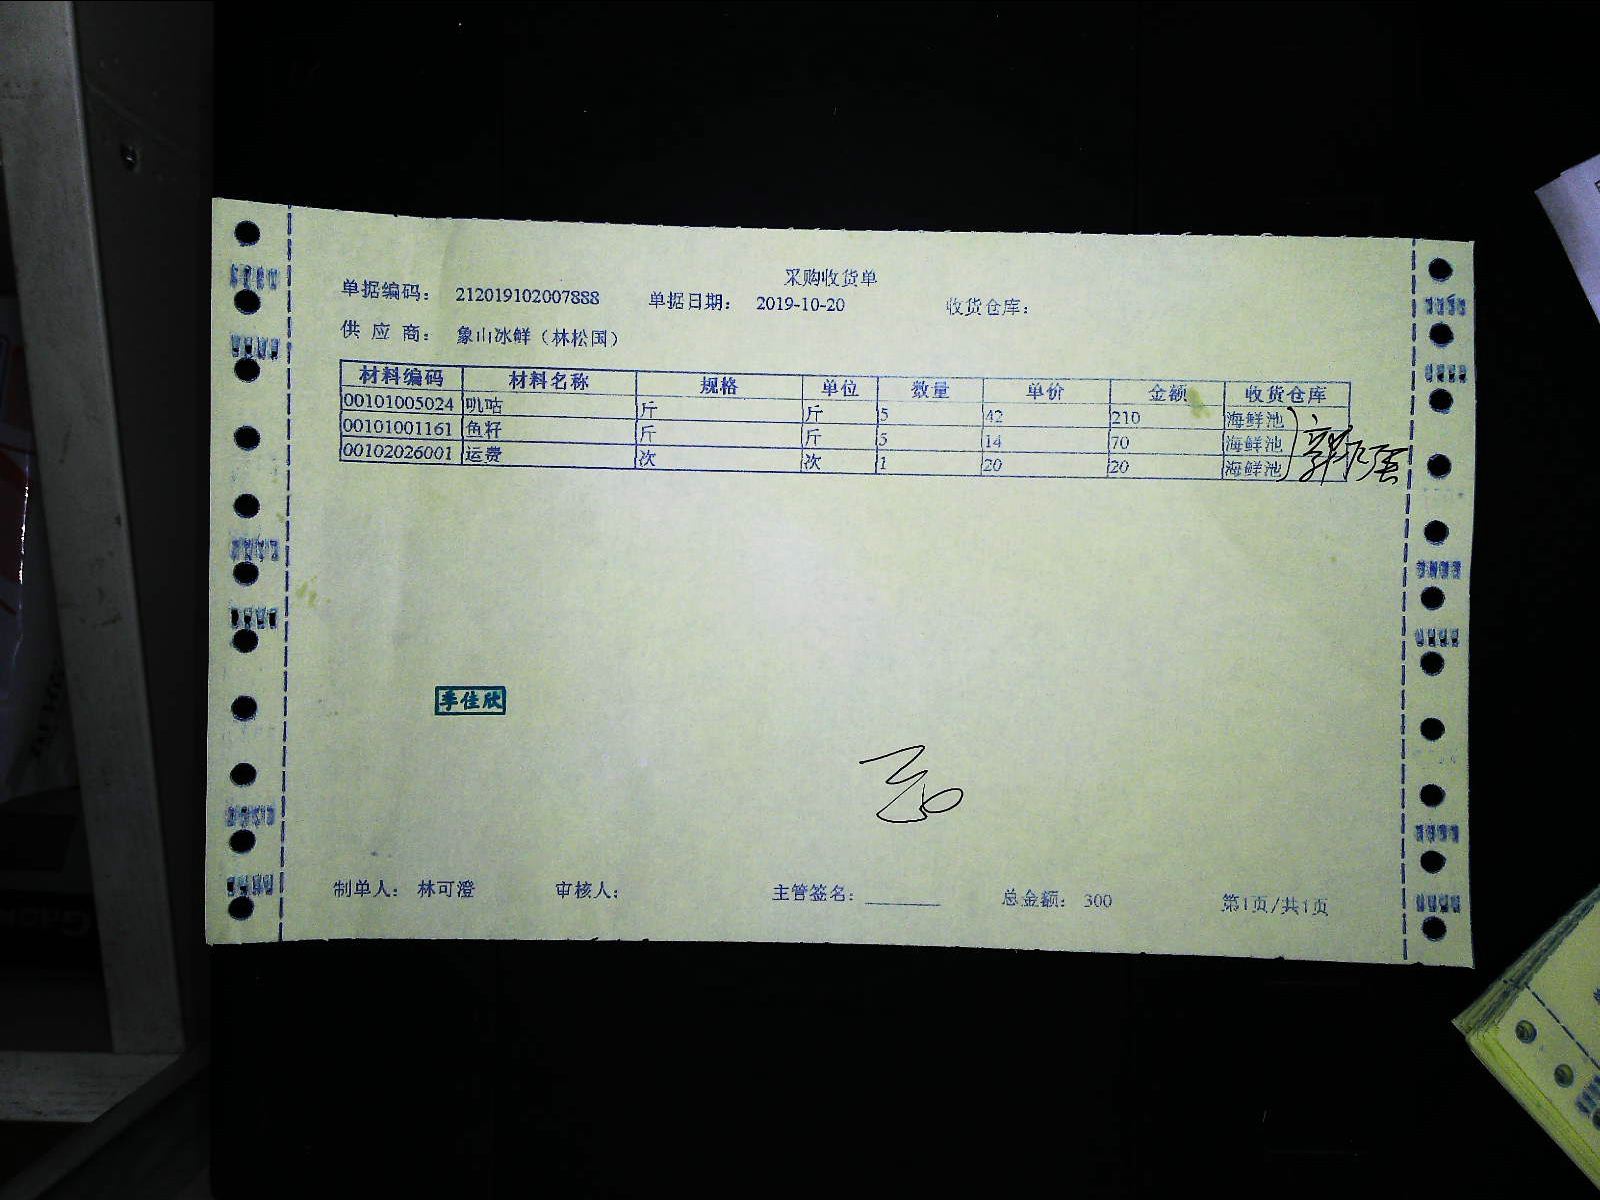 采购收货单
单据编码： 212019102007888 单据日期： 2019-10-20 收货仓库：
供 应 商： 象山冰鲜（林松国）
材料编码 材料名称 规格 单位 数量 单价 金额 收货仓库
00101005024 叽咕 斤 斤 5 42 210 海鲜池
00101001161 鱼籽 斤 斤 5 14 70 海鲜池
00102026001 运费 次 次 1 20 20 海鲜池
李佳欣
制单人： 林可澄 审核人： 主管签名： 总金额： 300 第1页/共1页